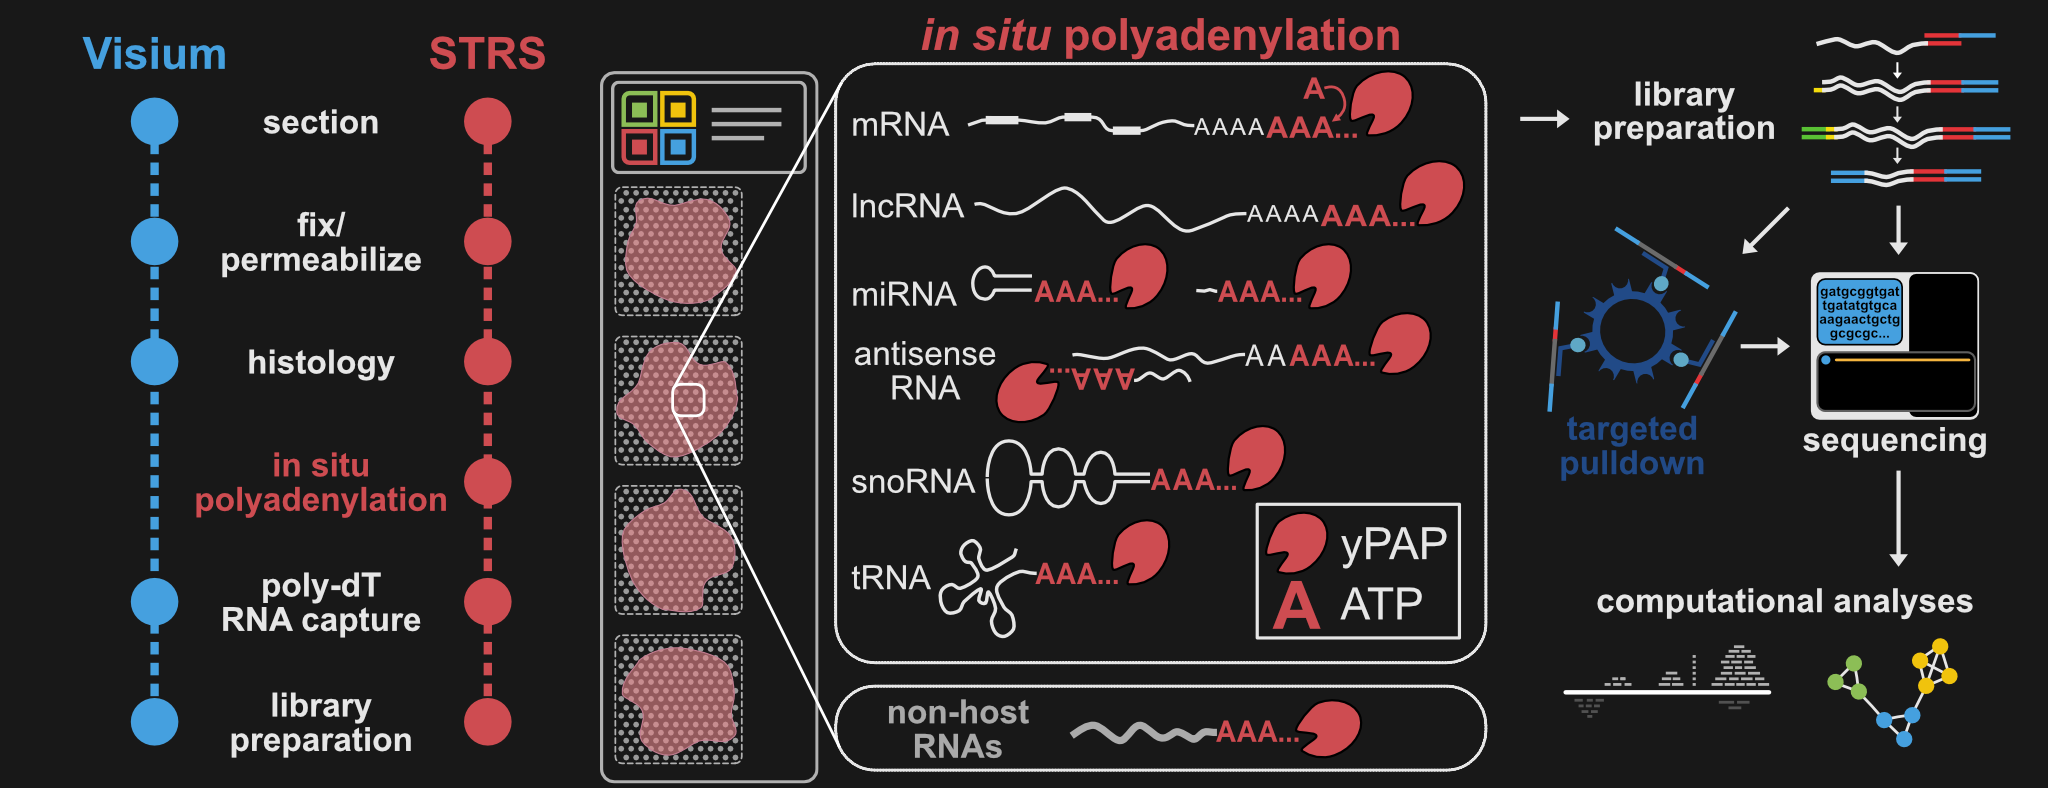 Visium
STRS
section
fix/
permeabilize
histology
in situ
polyadenylation
poly-dT
RNA capture
library
preparation
in situ polyadenylation
mRNA
AAAAAAA...
A
lncRNA
AAAAAAA...
miRNA
AAA...
AAA...
antisense
RNA
AAAAA...
AAA...
snoRNA
AAA...
tRNA
AAA...
yPAP
A ATP
non-host
RNAs
AAA...
library
preparation
targeted
pulldown
gatgcggtgat
tgatatgtgca
aagaactgctg
gcgcgc...
sequencing
computational analyses